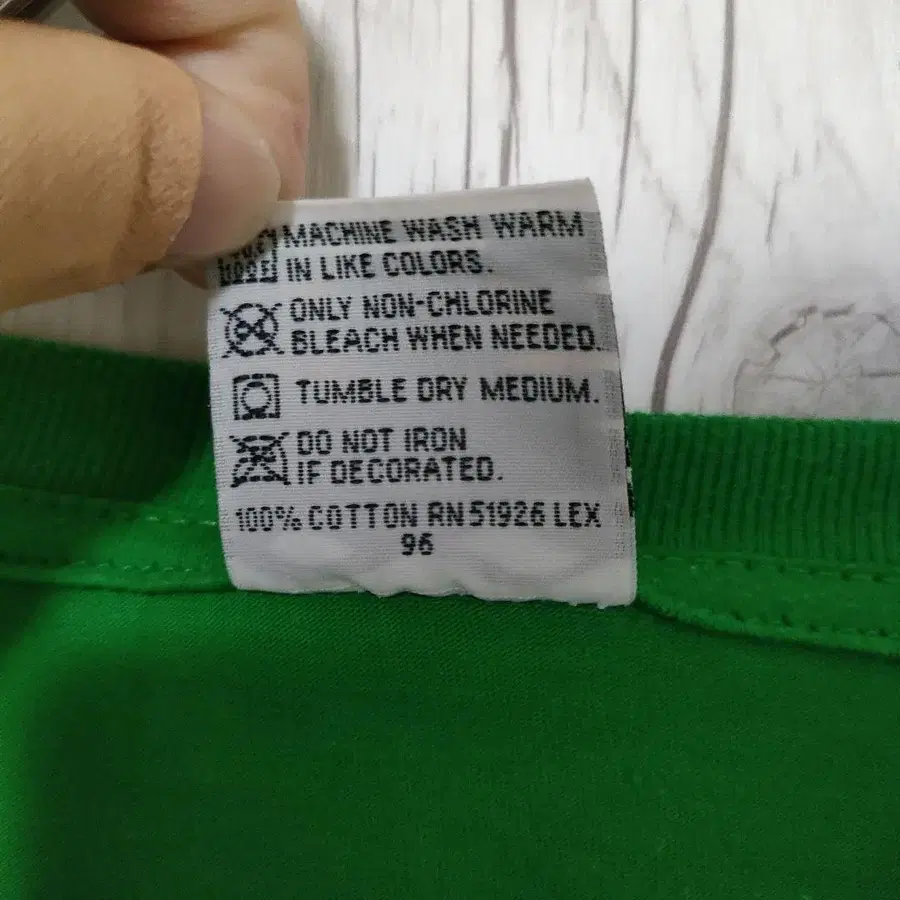 MACHINE WASH WARM
IN LIKE COLORS.
ONLY NON-CHLORINE
BLEACH WHEN NEEDED.
TUMBLE DRY MEDIUM.
DO NOT IRON
IF DECORATED.
100% COTTON RN 51926 LEX
96